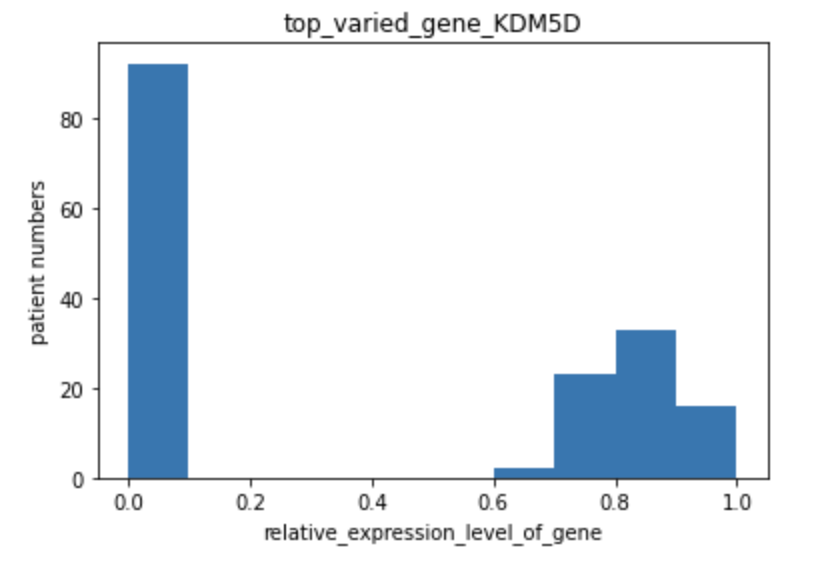 top_varied_gene_KDM5D
80
60
40
20
0
patient numbers
0.0 0.2 0.4 0.6 0.8 1.0
relative_expression_level_of_gene